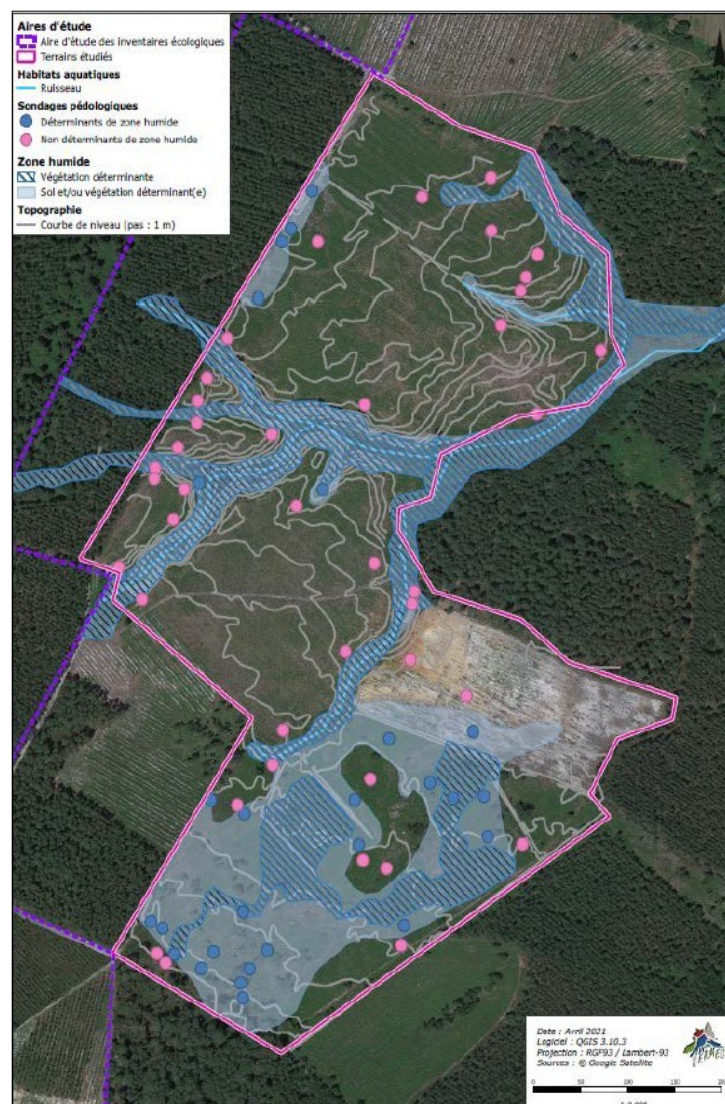 Aires d'étude
Aire d'étude des inventaires écologiques
Terrains étudiés
Habitats aquatiques
Ruisseau
Sondages pédologiques
Déterminants de zone humide
Non déterminants de zone humide
Zone humide
Végétation déterminante
Sol et/ou végétation déterminant(e)
Topographie
Courbe de niveau (pas : 1 m)
Date : Avril 2021
Logiciel : QGIS 3.10.3
Projection : RGF93 / Lambert-93
Sources : © Google Satellite
0 50 100 150